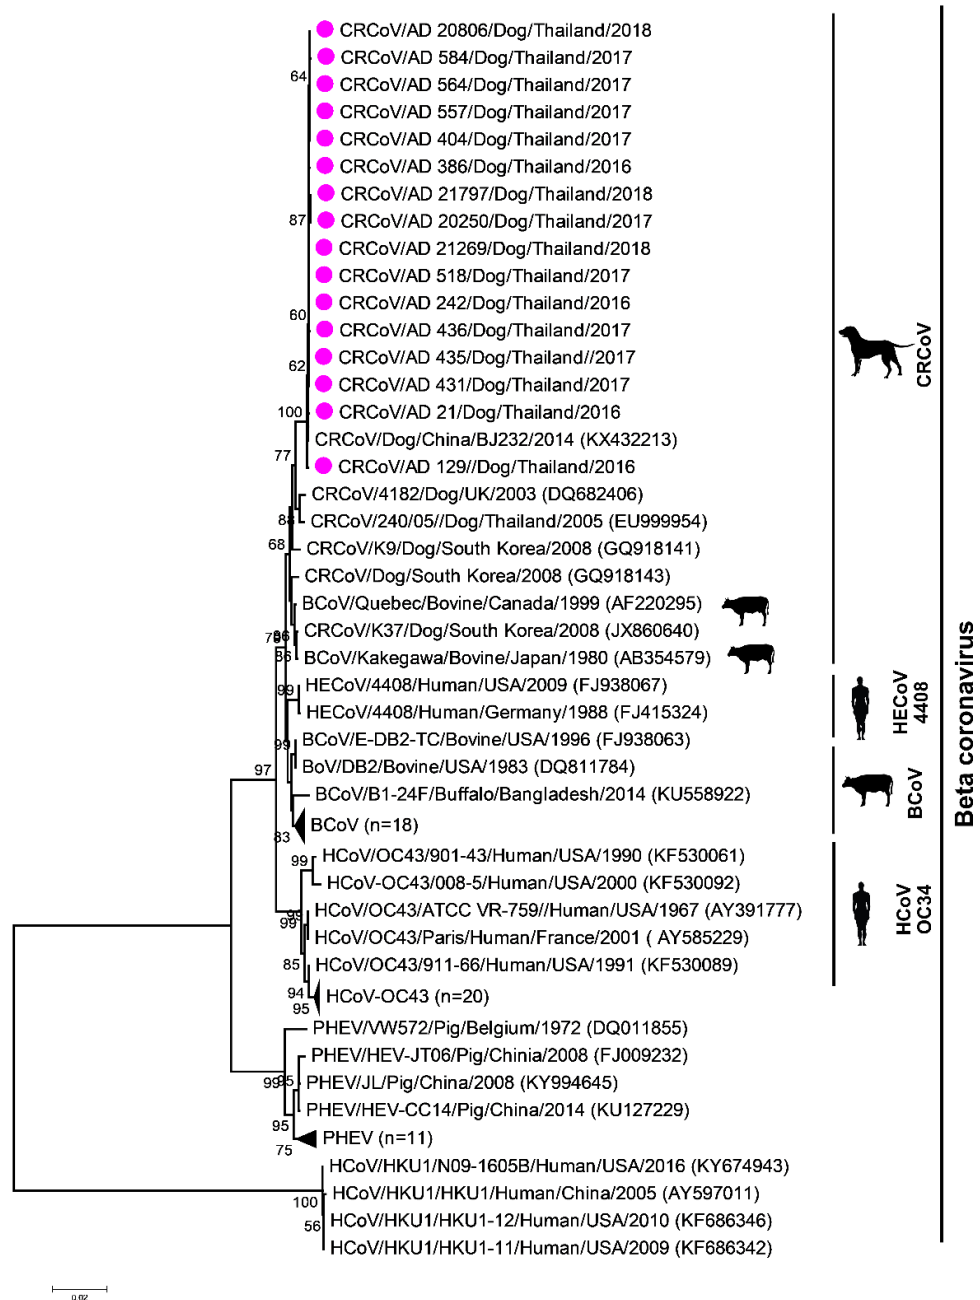 CRCoV/AD 20806/Dog/Thailand/2018
CRCoV/AD 584/Dog/Thailand/2017
64
CRCoV/AD 564/Dog/Thailand/2017
CRCoV/AD 557/Dog/Thailand/2017
CRCoV/AD 404/Dog/Thailand/2017
CRCoV/AD 386/Dog/Thailand/2016
CRCoV/AD 21797/Dog/Thailand/2018
87
CRCoV/AD 20250/Dog/Thailand/2017
CRCoV/AD 21269/Dog/Thailand/2018
CRCoV/AD 518/Dog/Thailand/2017
CRCoV/AD 242/Dog/Thailand/2016
60
CRCoV/AD 436/Dog/Thailand/2017
CRCoV/AD 435/Dog/Thailand//2017
62
CRCoV/AD 431/Dog/Thailand/2017
100
CRCoV/AD 21/Dog/Thailand/2016
CRCoV/Dog/China/BJ232/2014 (KX432213)
77
CRCoV/AD 129//Dog/Thailand/2016
CRCoV/4182/Dog/UK/2003 (DQ682406)
CRCoV/240/05//Dog/Thailand/2005 (EU999954)
68
CRCoV/K9/Dog/South Korea/2008 (GQ918141)
CRCoV/Dog/South Korea/2008 (GQ918143)
BCoV/Quebec/Bovine/Canada/1999 (AF220295)
CRCoV/K37/Dog/South Korea/2008 (JX860640)
BCoV/Kakegawa/Bovine/Japan/1980 (AB354579)
CRCoV
HECoV/4408/Human/USA/2009 (FJ938067)
99
HECoV/4408/Human/Germany/1988 (FJ415324)
HECoV
4408
BCoV/E-DB2-TC/Bovine/USA/1996 (FJ938063)
99
BoV/DB2/Bovine/USA/1983 (DQ811784)
97
BCoV/B1-24F/Buffalo/Bangladesh/2014 (KU558922)
BCoV (n=18)
83
BCoV
HCoV/OC43/901-43/Human/USA/1990 (KF530061)
99
HCoV-OC43/008-5/Human/USA/2000 (KF530092)
HCoV/OC43/ATCC VR-759//Human/USA/1967 (AY391777)
99
HCoV/OC43/Paris/Human/France/2001 ( AY585229)
HCoV/OC43/911-66/Human/USA/1991 (KF530089)
85
94
HCoV-OC43 (n=20)
95
HCoV
OC34
PHEV/VW572/Pig/Belgium/1972 (DQ011855)
PHEV/HEV-JT06/Pig/Chinia/2008 (FJ009232)
99
95
PHEV/JL/Pig/China/2008 (KY994645)
PHEV/HEV-CC14/Pig/China/2014 (KU127229)
95
PHEV (n=11)
75
HCoV/HKU1/N09-1605B/Human/USA/2016 (KY674943)
HCoV/HKU1/HKU1/Human/China/2005 (AY597011)
100
HCoV/HKU1/HKU1-12/Human/USA/2010 (KF686346)
56
HCoV/HKU1/HKU1-11/Human/USA/2009 (KF686342)
Beta coronavirus
0.02